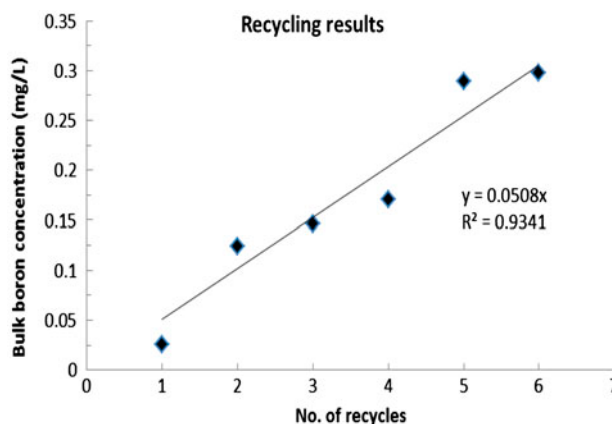 Recycling results
Bulk boron concentration (mg/L)
0.35
0.3
0.25
0.2
0.15
0.1
0.05
0
y = 0.0508x
R² = 0.9341
0 1 2 3 4 5 6 7
No. of recycles